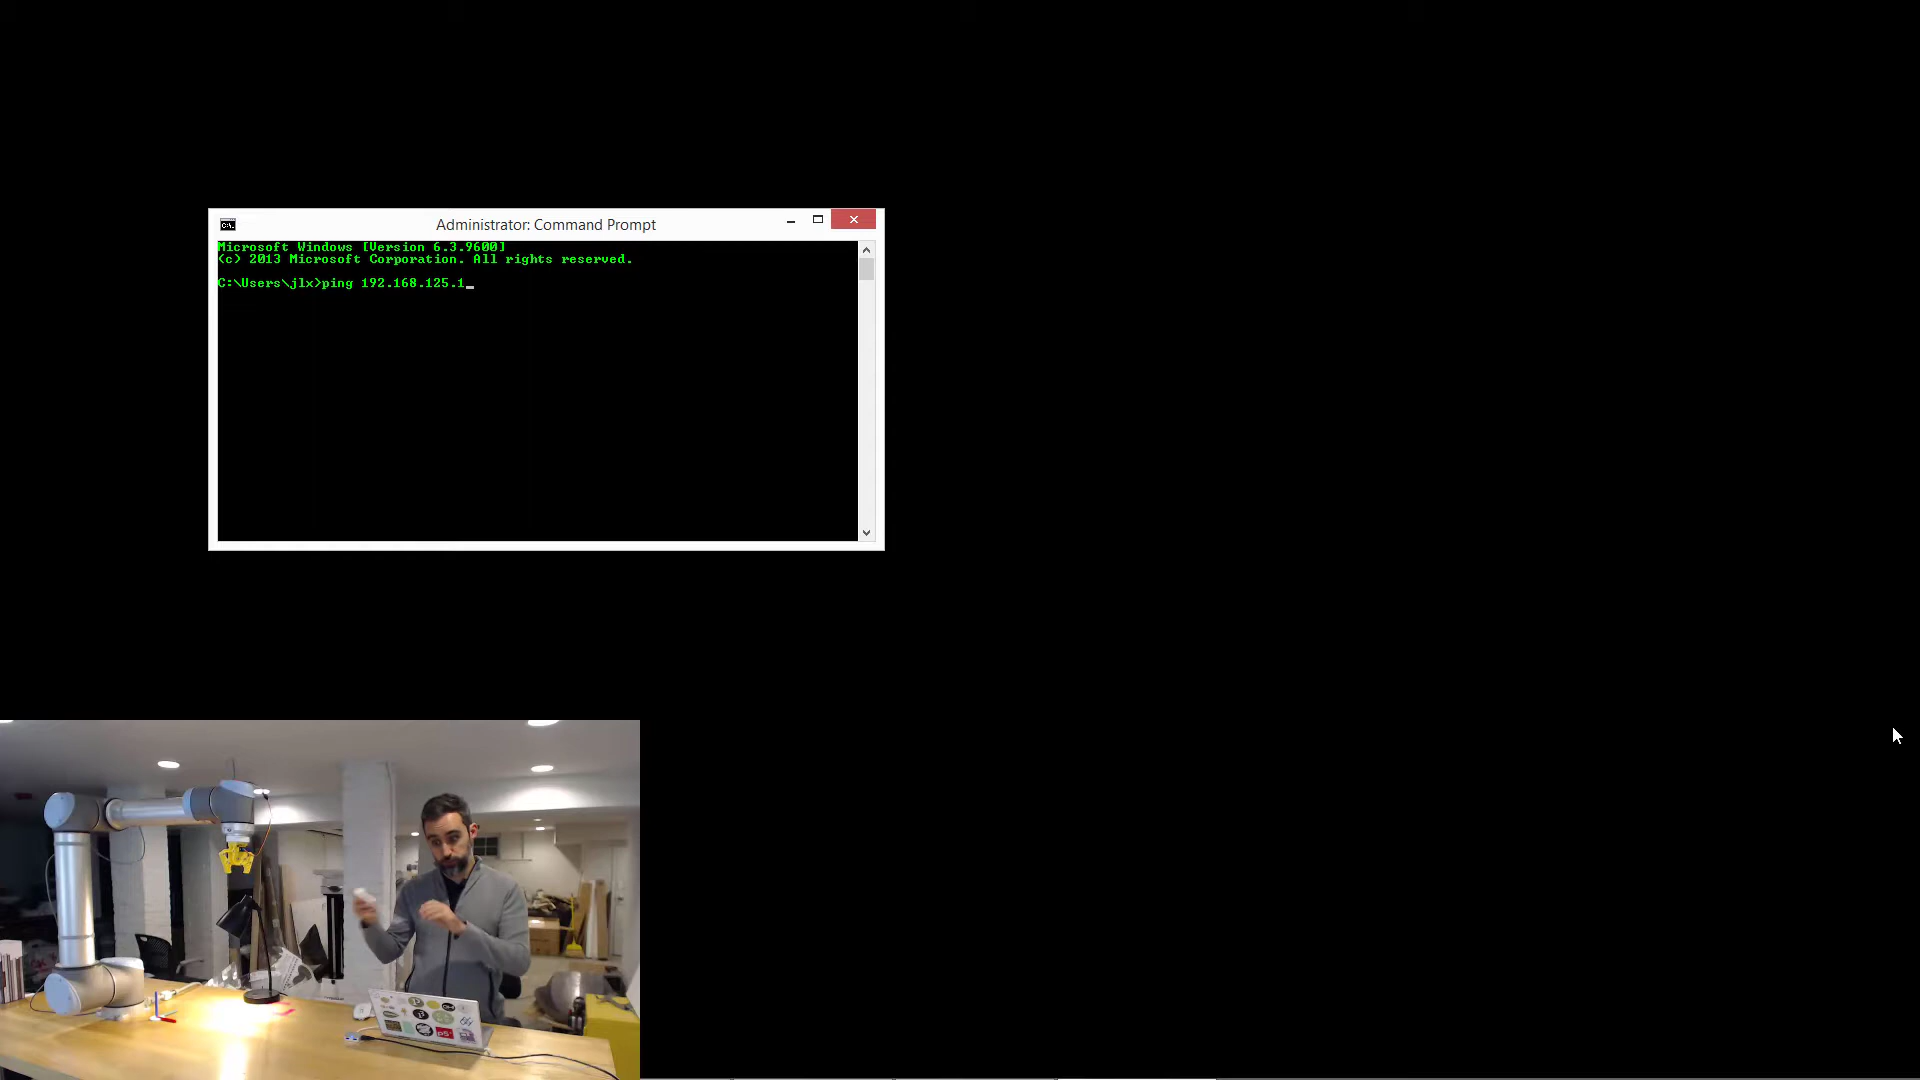 Administrator: Command Prompt
Microsoft Windows [Version 6.3.9600]
(c) 2013 Microsoft Corporation. All rights reserved.
C:\Users\jlx>ping 192.168.125.1_